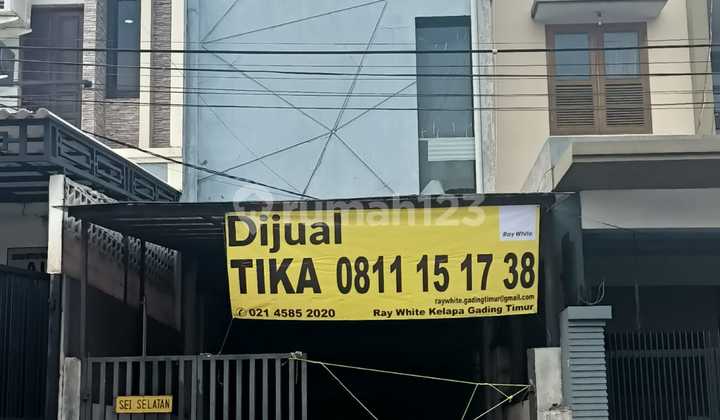 rumah123
Dijual
Ray White
TIKA 0811 15 17 38
raywhite.gadingtimur@gmail.com
021 4585 2020 Ray White Kelapa Gading Timur
SEI SELATAN